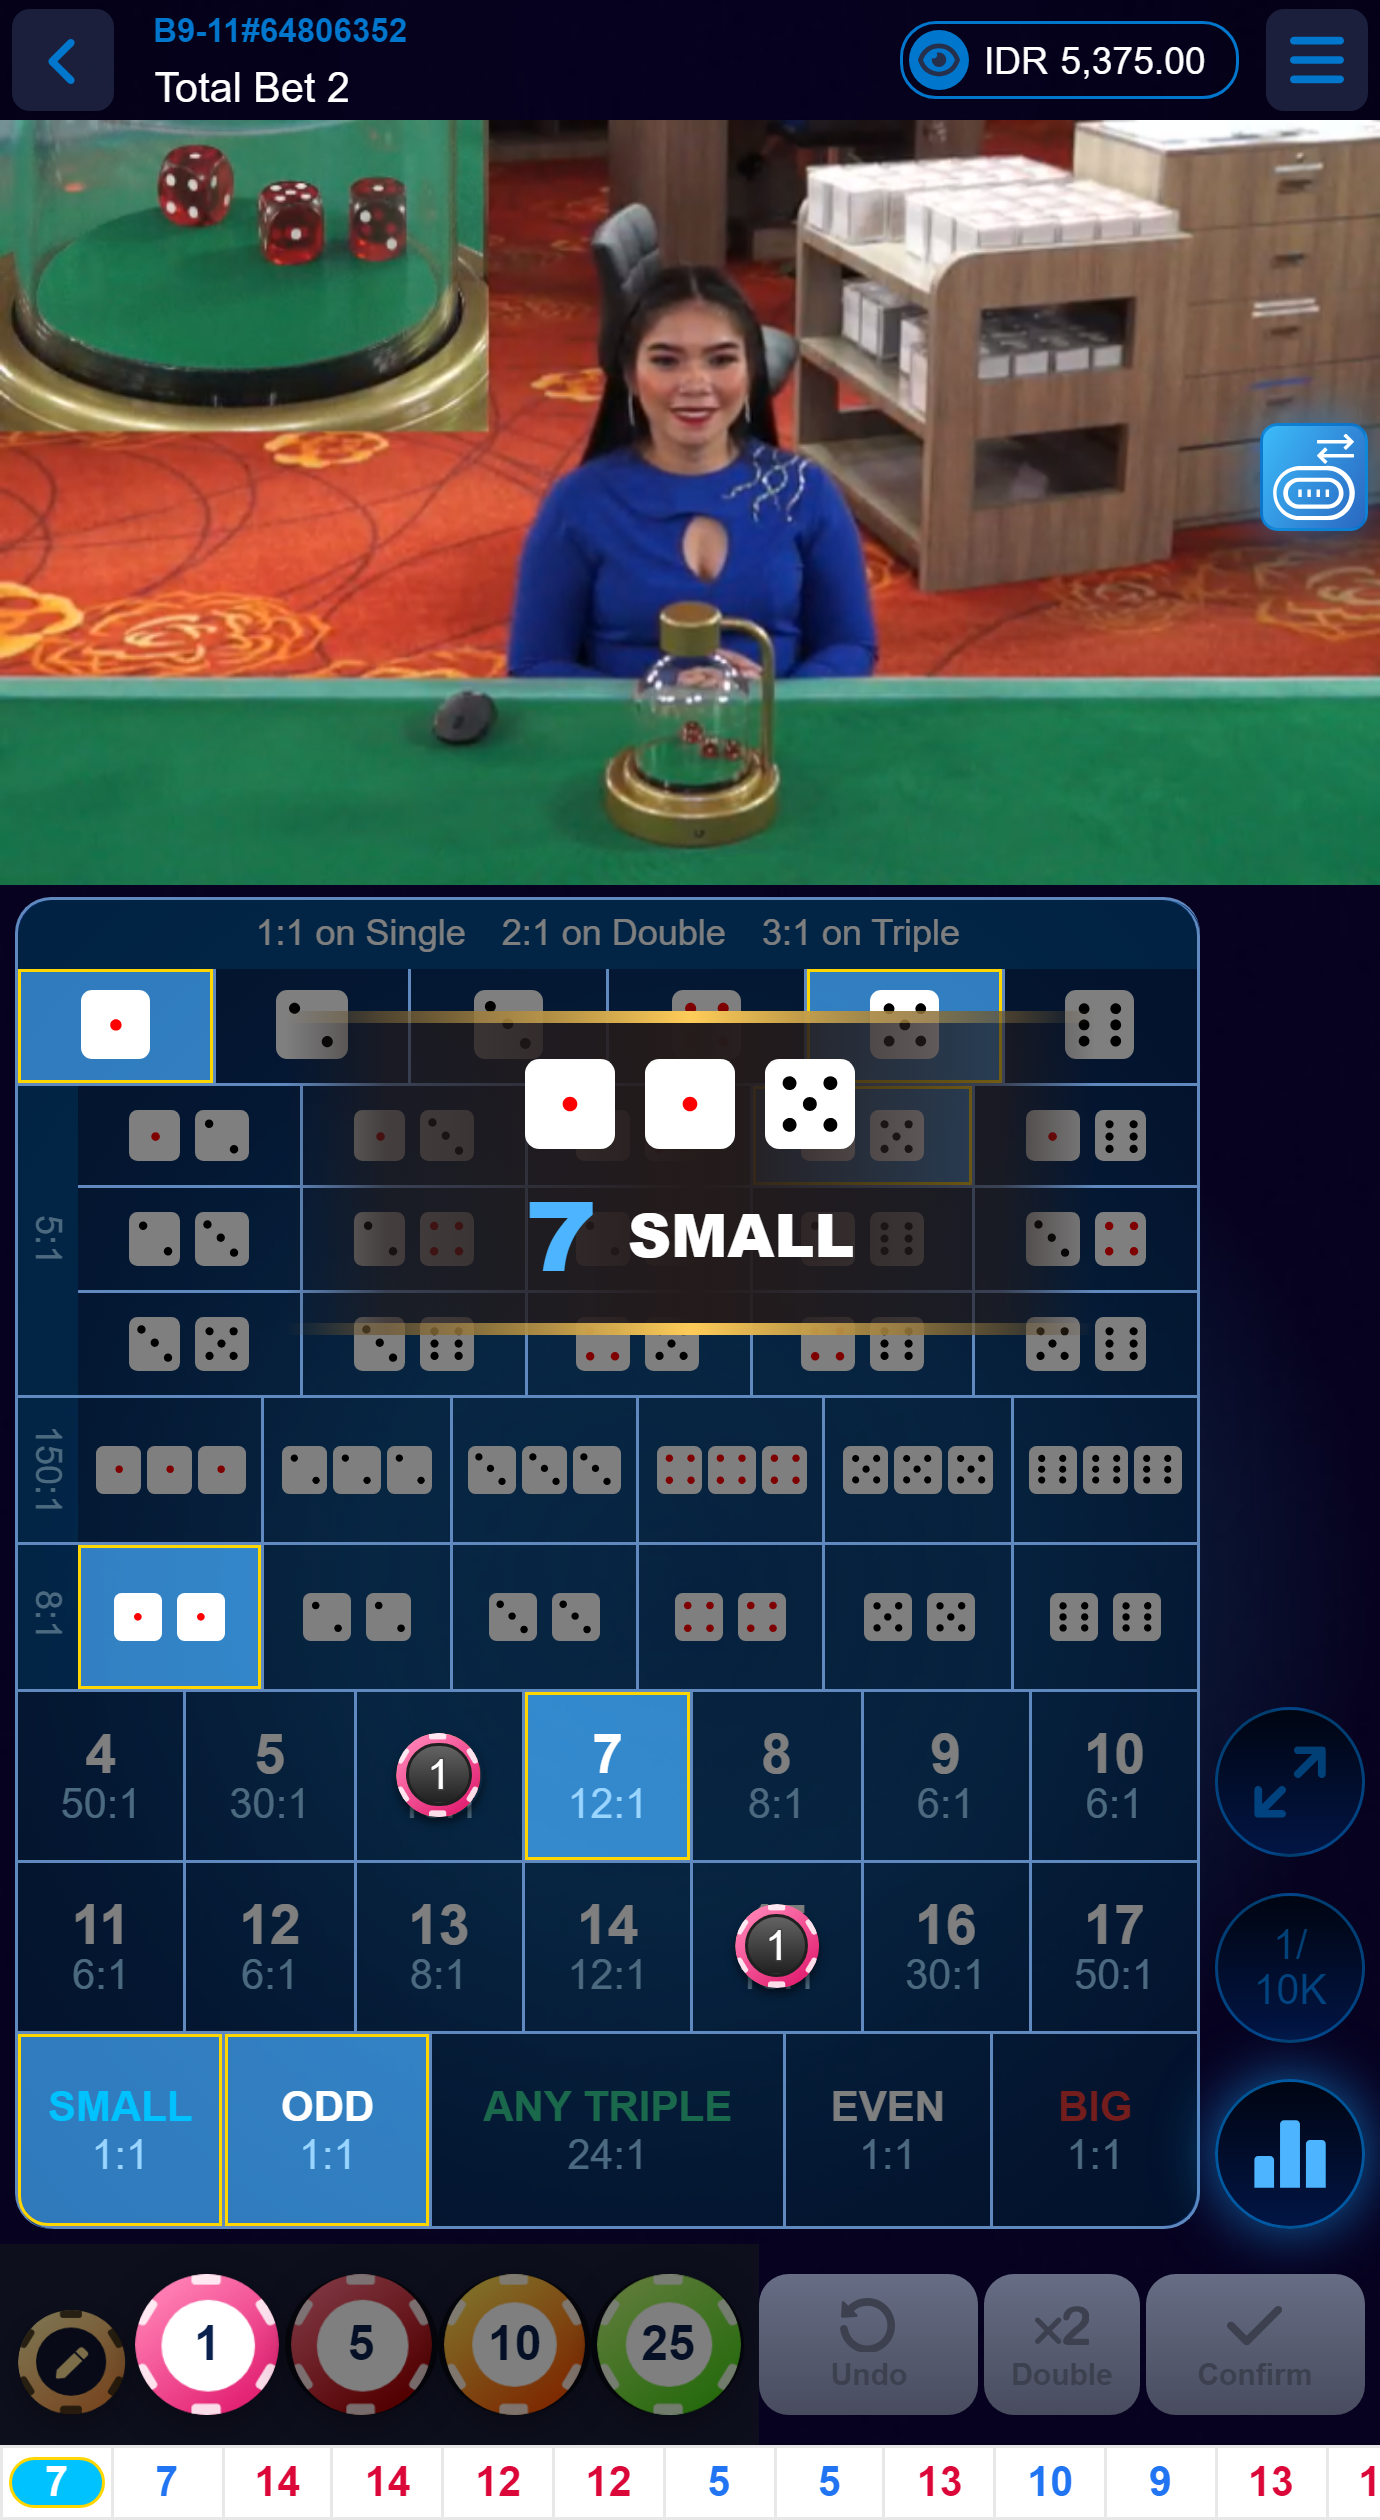 B9-11#64806352
Total Bet 2
IDR 5,375.00
1:1 on Single 2:1 on Double 3:1 on Triple
7 SMALL
5:1
150:1
8:1
4 5 1 7 8 9 10
50:1 30:1 12:1 8:1 6:1 6:1
11 12 13 14 1 16 17
6:1 6:1 8:1 12:1 30:1 50:1
1/
10K
SMALL ODD ANY TRIPLE EVEN BIG
1:1 1:1 24:1 1:1 1:1
1 5 10 25
x2
Undo Double Confirm
7 7 14 14 12 12 5 5 13 10 9 13